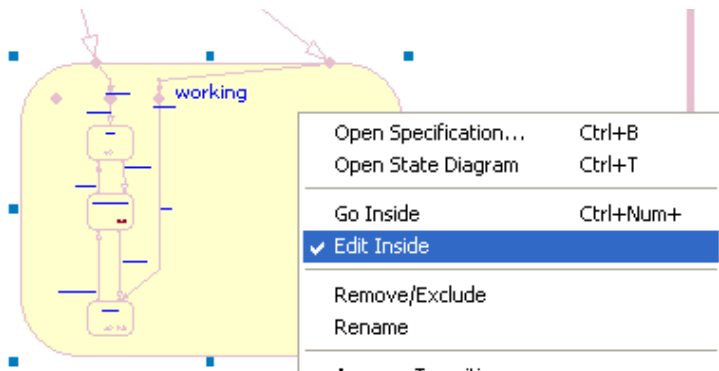 working
Open Specification... Ctrl+B
Open State Diagram Ctrl+T
Go Inside Ctrl+Num+
Edit Inside
Remove/Exclude
Rename